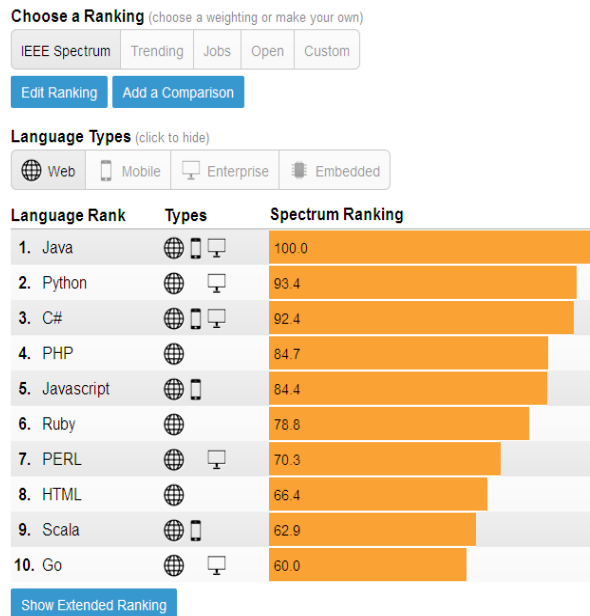 Choose a Ranking (choose a weighting or make your own)
IEEE Spectrum Trending Jobs Open Custom
Edit Ranking Add a Comparison
Language Types (click to hide)
Web Mobile Enterprise Embedded
Language Rank Types Spectrum Ranking
1. Java 100.0
2. Python 93.4
3. C# 92.4
4. PHP 84.7
5. Javascript 84.4
6. Ruby 78.8
7. PERL 70.3
8. HTML 66.4
9. Scala 62.9
10. Go 60.0
Show Extended Ranking